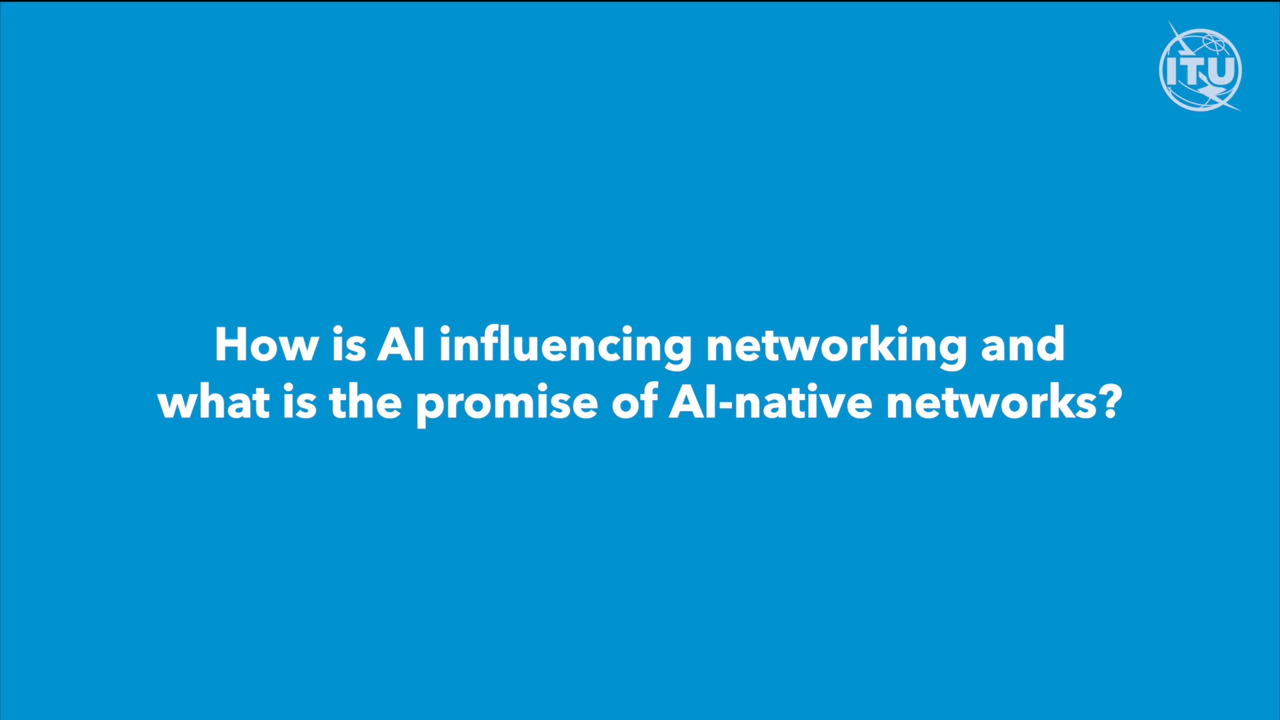 ITU
How is AI influencing networking and
what is the promise of AI-native networks?